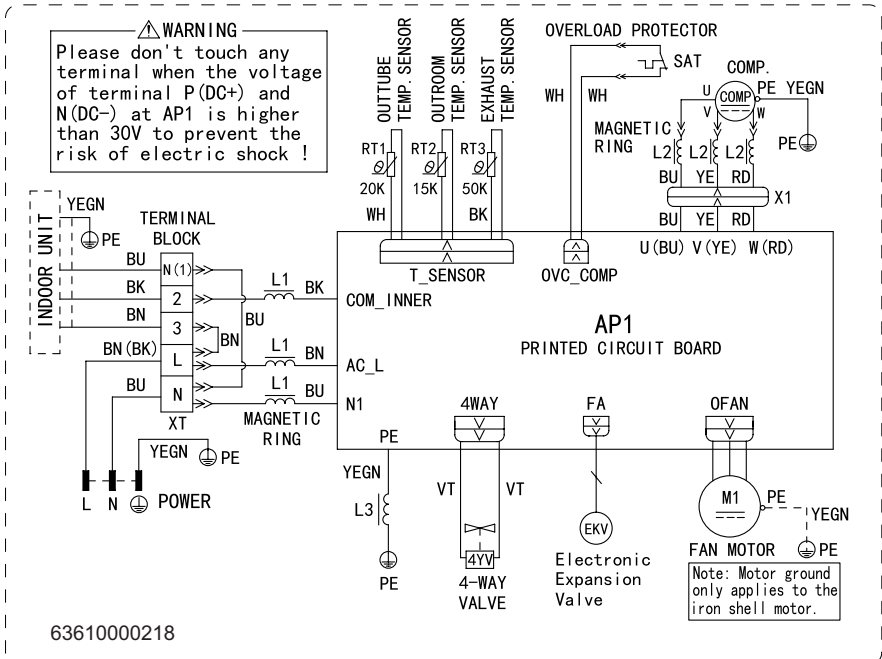 WARNING
Please don't touch any
terminal when the voltage
of terminal P(DC+) and
N(DC-) at AP1 is higher
than 30V to prevent the
risk of electric shock !
OUTTUBE
TEMP. SENSOR
OUTROOM
TEMP. SENSOR
EXHAUST
TEMP. SENSOR
RT1
RT2
RT3
θ
θ
θ
20K
15K
50K
WH
BK
T_SENSOR
OVERLOAD PROTECTOR
SAT
WH
WH
OVC_COMP
COMP.
COMP
U
V
W
PE
YEGN
PE
MAGNETIC
RING
L2
L2
L2
BU
YE
RD
X1
BU
YE
RD
U(BU)
V(YE)
W(RD)
INDOOR UNIT
YEGN
PE
TERMINAL
BLOCK
BU
N(1)
BK
2
L1
BK
COM_INNER
BN
3
BU
BN
BN(BK)
L
L1
BN
AC_L
BU
N
L1
BU
N1
XT
MAGNETIC
RING
YEGN
PE
L
N
POWER
AP1
PRINTED CIRCUIT BOARD
PE
4WAY
FA
OFAN
YEGN
L3
PE
VT
VT
4YV
4-WAY
VALVE
EKV
Electronic
Expansion
Valve
M1
PE
YEGN
PE
FAN MOTOR
Note: Motor ground
only applies to the
iron shell motor.
63610000218